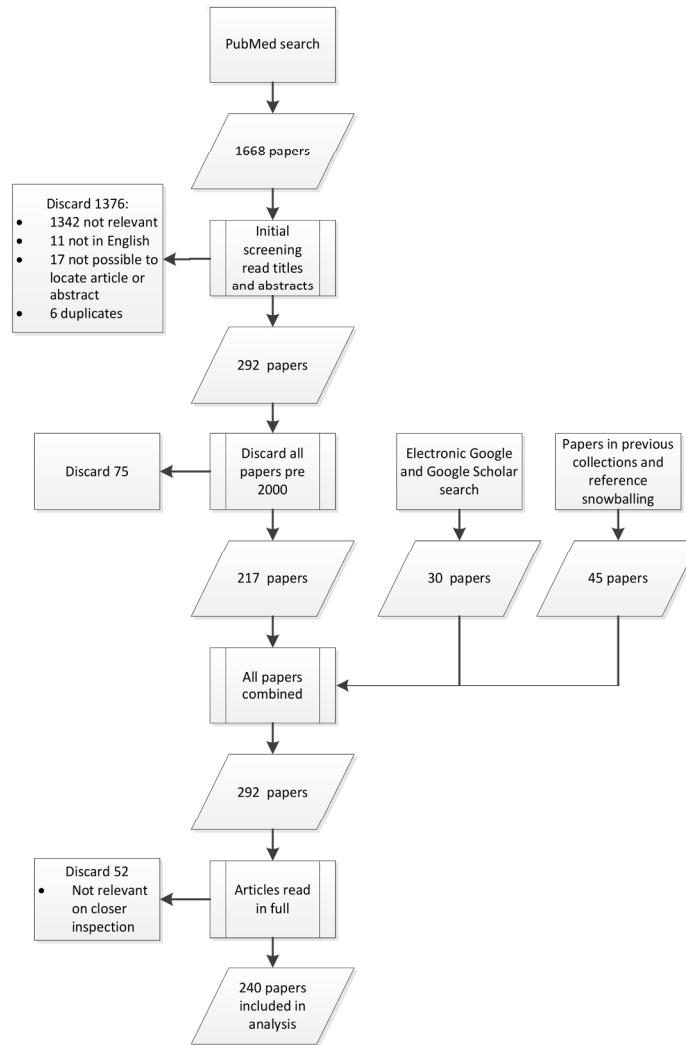 PubMed search
1668 papers
Discard 1376:
• 1342 not relevant
• 11 not in English
• 17 not possible to
locate article or
abstract
• 6 duplicates
Initial
screening
read titles
and abstracts
292 papers
Discard 75
Discard all
papers pre
2000
Electronic Google
and Google Scholar
search
Papers in previous
collections and
reference
snowballing
217 papers
30 papers
45 papers
All papers
combined
292 papers
Discard 52
• Not relevant
on closer
inspection
Articles read
in full
240 papers
included in
analysis